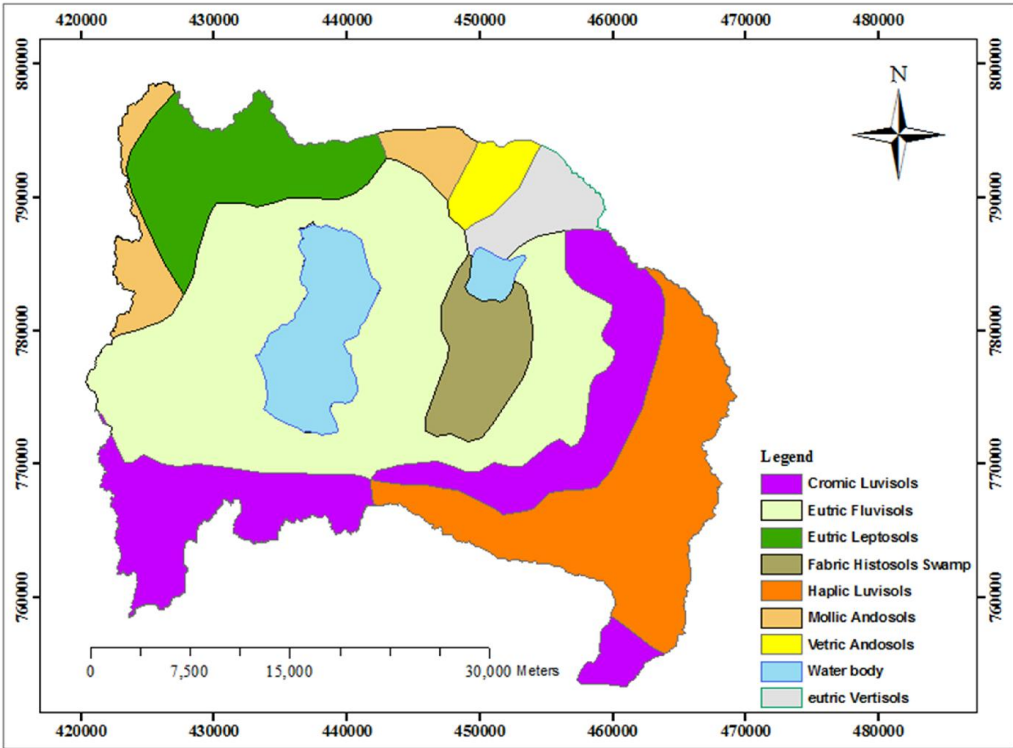 420000 430000 440000 450000 460000 470000 480000
800000 800000
N
790000 790000
780000 780000
770000 770000
Legend
Cromic Luvisols
Eutric Fluvisols
Eutric Leptosols
Fabric Histosols Swamp
Haplic Luvisols
Mollic Andosols
Vetric Andosols
Water body
eutric Vertisols
760000 760000
0 7,500 15,000 30,000 Meters
420000 430000 440000 450000 460000 470000 480000